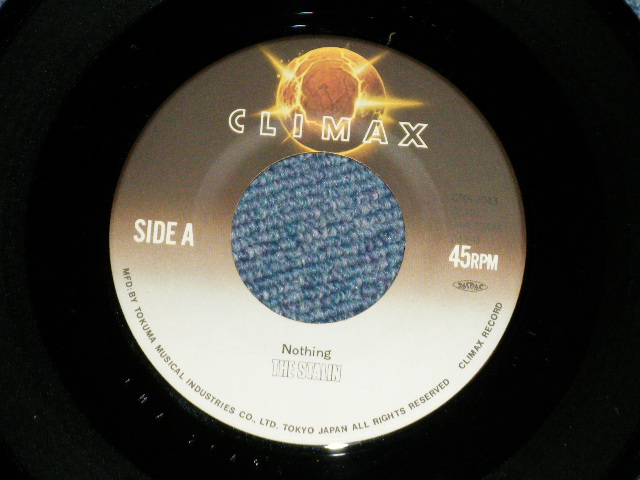 CLIMAX
SIDE A
45RPM
Nothing
THE STALIN
MFD. BY TOKUMA MUSICAL INDUSTRIES CO., LTD. TOKYO JAPAN ALL RIGHTS RESERVED CLIMAX RECORD